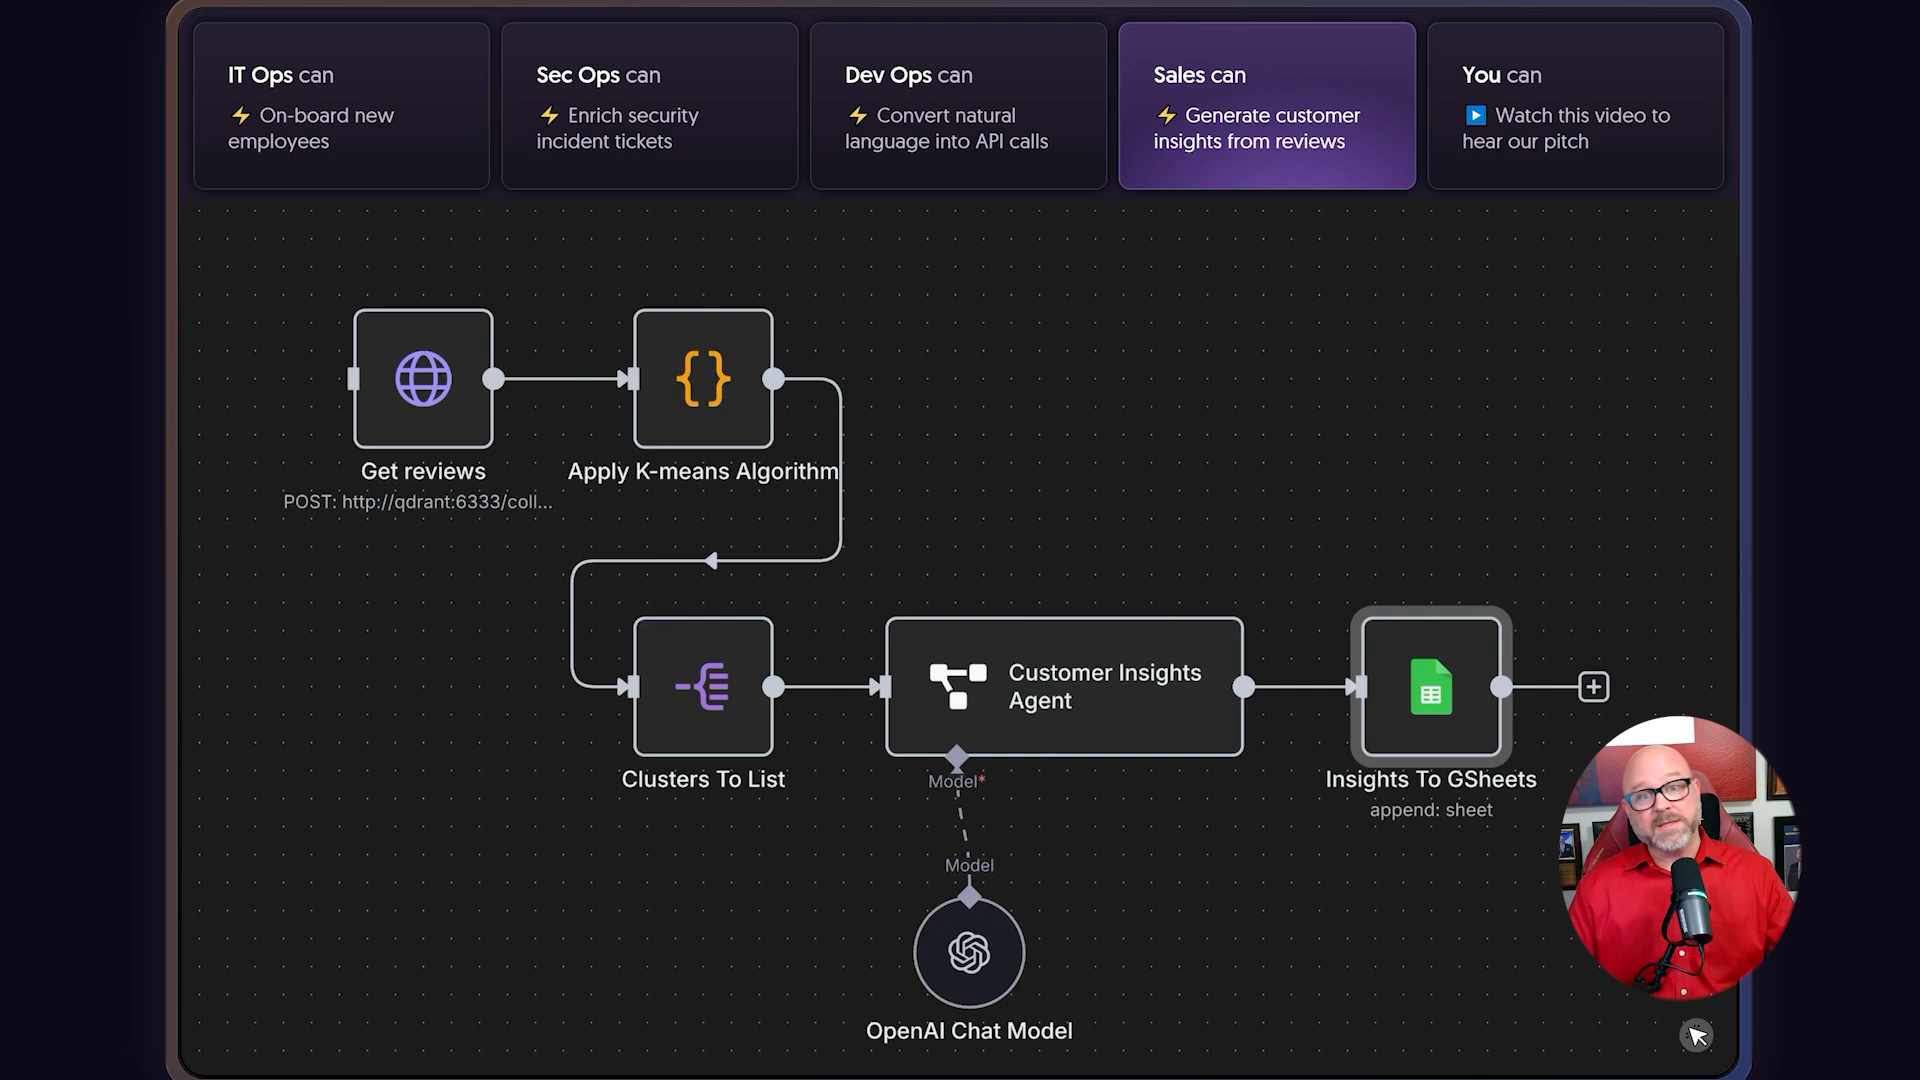 IT Ops can
⚡ On-board new
employees
Sec Ops can
⚡ Enrich security
incident tickets
Dev Ops can
⚡ Convert natural
language into API calls
Sales can
⚡ Generate customer
insights from reviews
You can
▶️ Watch this video to
hear our pitch
Get reviews
POST: http://qdrant:6333/coll...
Apply K-means Algorithm
Clusters To List
Customer Insights
Agent
Model*
Model
OpenAI Chat Model
Insights To GSheets
append: sheet